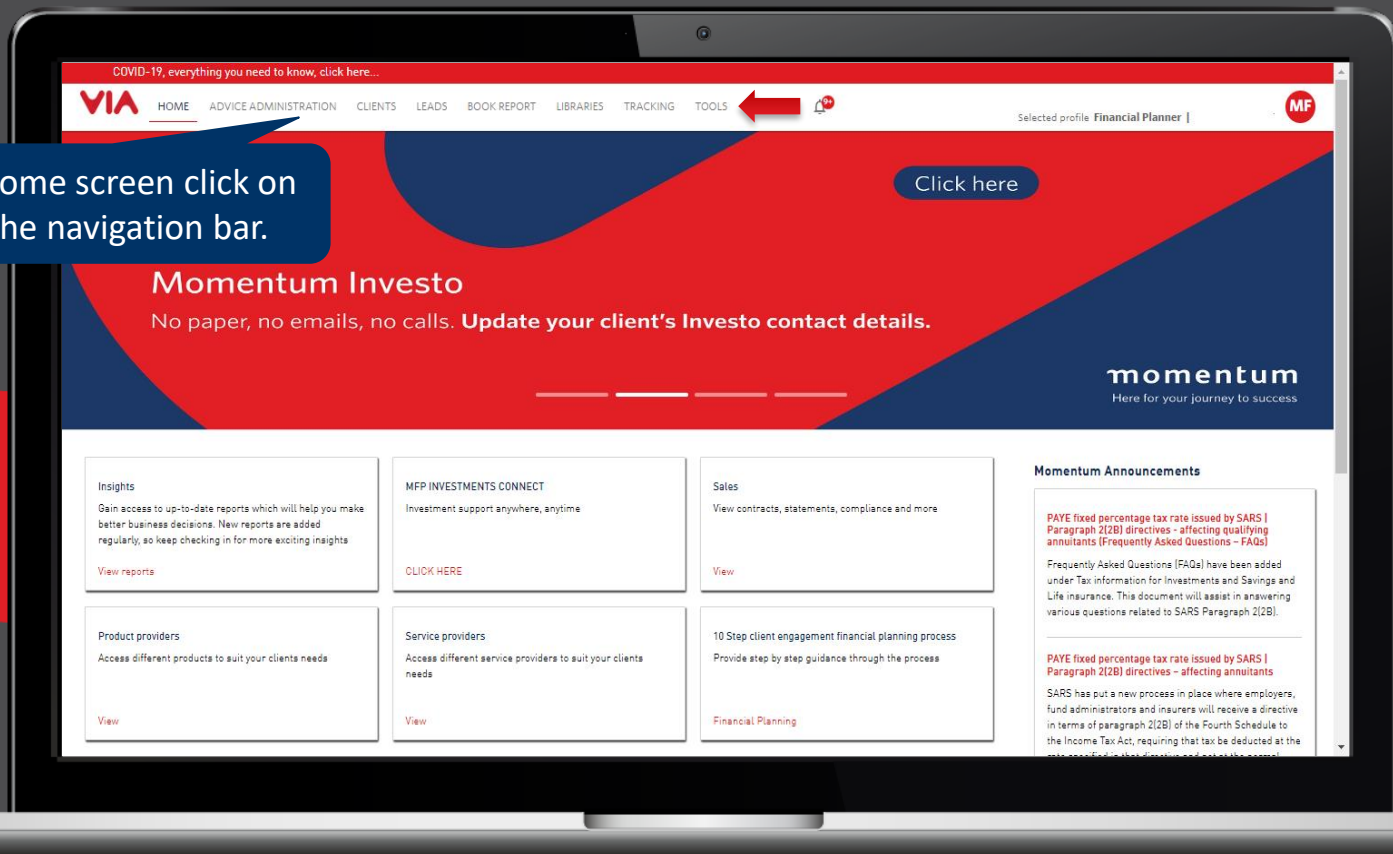 COVID-19, everything you need to know, click here...
VIA HOME ADVICE ADMINISTRATION CLIENTS LEADS BOOK REPORT LIBRARIES TRACKING TOOLS 9+
Selected profile Financial Planner |
MF
ome screen click on
he navigation bar.
Click here
Momentum Investo
No paper, no emails, no calls. Update your client's Investo contact details.
momentum
Here for your journey to success
Insights
Gain access to up-to-date reports which will help you make
better business decisions. New reports are added
regularly, so keep checking in for more exciting insights
View reports
MFP INVESTMENTS CONNECT
Investment support anywhere, anytime
CLICK HERE
Sales
View contracts, statements, compliance and more
View
Product providers
Access different products to suit your clients needs
View
Service providers
Access different service providers to suit your clients
needs
View
10 Step client engagement financial planning process
Provide step by step guidance through the process
Financial Planning
Momentum Announcements
PAYE fixed percentage tax rate issued by SARS |
Paragraph 2(2B) directives - affecting qualifying
annuitants (Frequently Asked Questions – FAQs)
Frequently Asked Questions (FAQs) have been added
under Tax information for Investments and Savings and
Life insurance. This document will assist in answering
various questions related to SARS Paragraph 2(2B).
PAYE fixed percentage tax rate issued by SARS |
Paragraph 2(2B) directives – affecting annuitants
SARS has put a new process in place where employers,
fund administrators and insurers will receive a directive
in terms of paragraph 2(2B) of the Fourth Schedule to
the Income Tax Act, requiring that tax be deducted at the